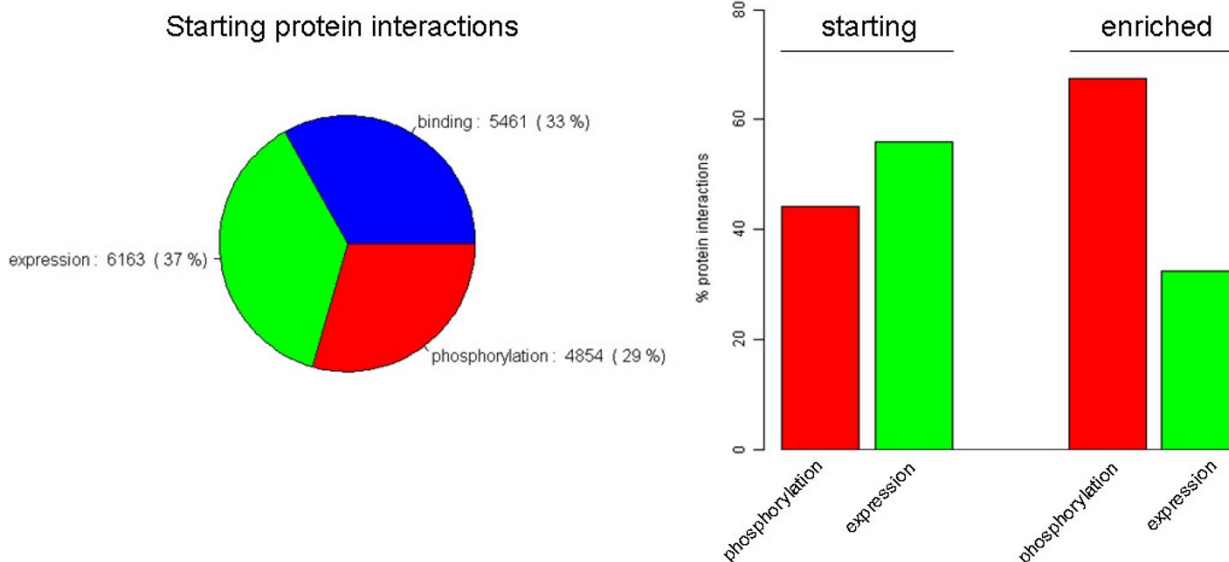 Starting protein interactions
binding : 5461 ( 33 %)
expression : 6163 ( 37 %)
phosphorylation : 4854 ( 29 %)
starting
enriched
% protein interactions
80
60
40
20
0
phosphorylation
expression
phosphorylation
expression